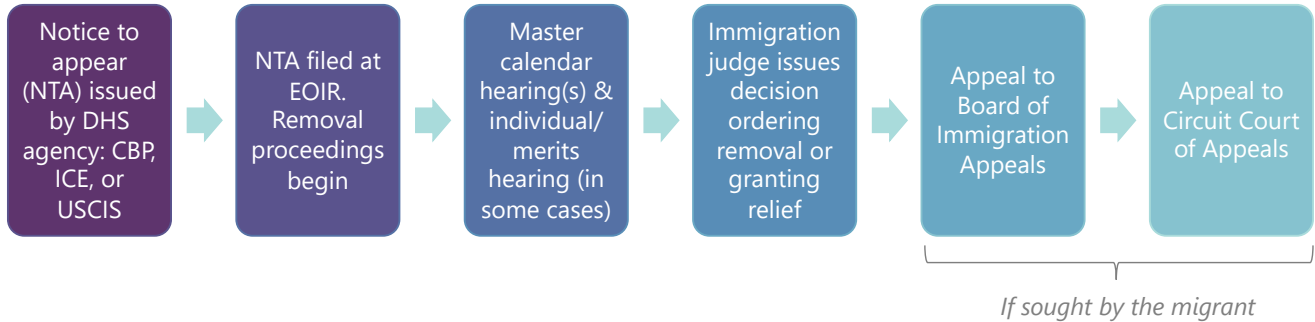 Notice to
appear
(NTA) issued
by DHS
agency: CBP,
ICE, or
USCIS
NTA filed at
EOIR.
Removal
proceedings
begin
Master
calendar
hearing(s) &
individual/
merits
hearing (in
some cases)
Immigration
judge issues
decision
ordering
removal or
granting
relief
Appeal to
Board of
Immigration
Appeals
Appeal to
Circuit Court
of Appeals
If sought by the migrant